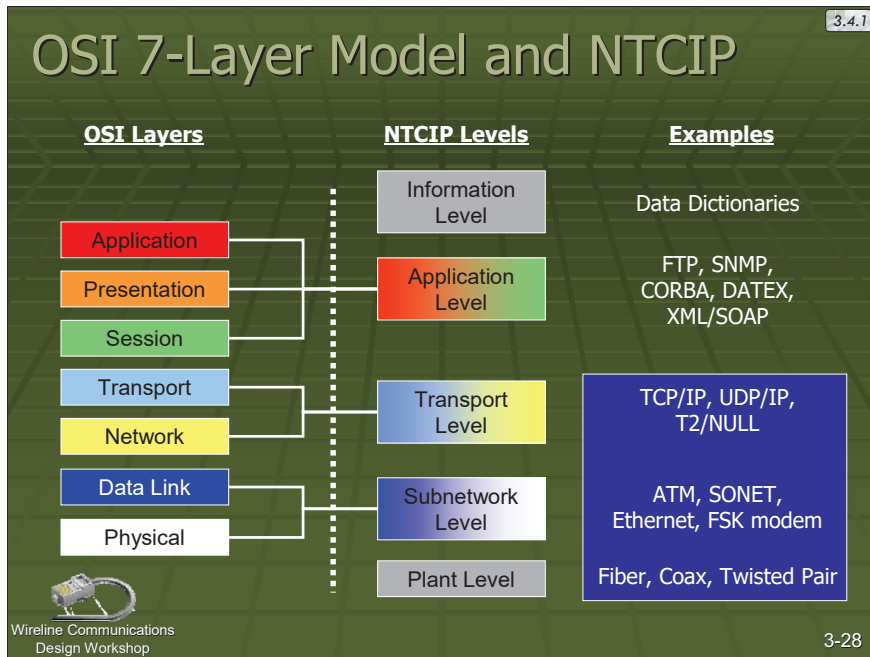 3.4.1
OSI 7-Layer Model and NTCIP
OSI Layers
NTCIP Levels
Examples
Information
Level
Data Dictionaries
Application
Presentation
Session
Application
Level
FTP, SNMP,
CORBA, DATEX,
XML/SOAP
Transport
Network
Transport
Level
TCP/IP, UDP/IP,
T2/NULL
Data Link
Physical
Subnetwork
Level
ATM, SONET,
Ethernet, FSK modem
Plant Level
Fiber, Coax, Twisted Pair
Wireline Communications
Design Workshop
3-28